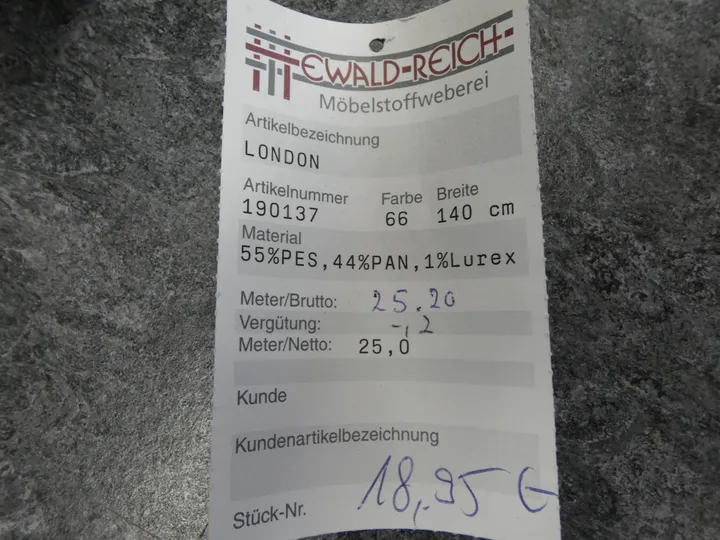 EWALD-REICH
Möbelstoffweberei
Artikelbezeichnung
LONDON
Artikelnummer Farbe Breite
190137 66 140 cm
Material
55%PES,44%PAN,1%Lurex
Meter/Brutto: 25.20
Vergütung: -,2
Meter/Netto: 25,0
Kunde
Kundenartikelbezeichnung
18,95 €
Stück-Nr.